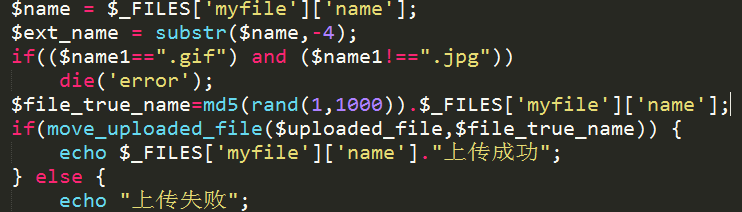 $name = $_FILES['myfile']['name'];
$ext_name = substr($name,-4);
if(($name1==".gif") and ($name1!==".jpg"))
    die('error');
$file_true_name=md5(rand(1,1000)).$_FILES['myfile']['name'];
if(move_uploaded_file($uploaded_file,$file_true_name)) {
    echo $_FILES['myfile']['name']."上传成功";
} else {
    echo "上传失败";